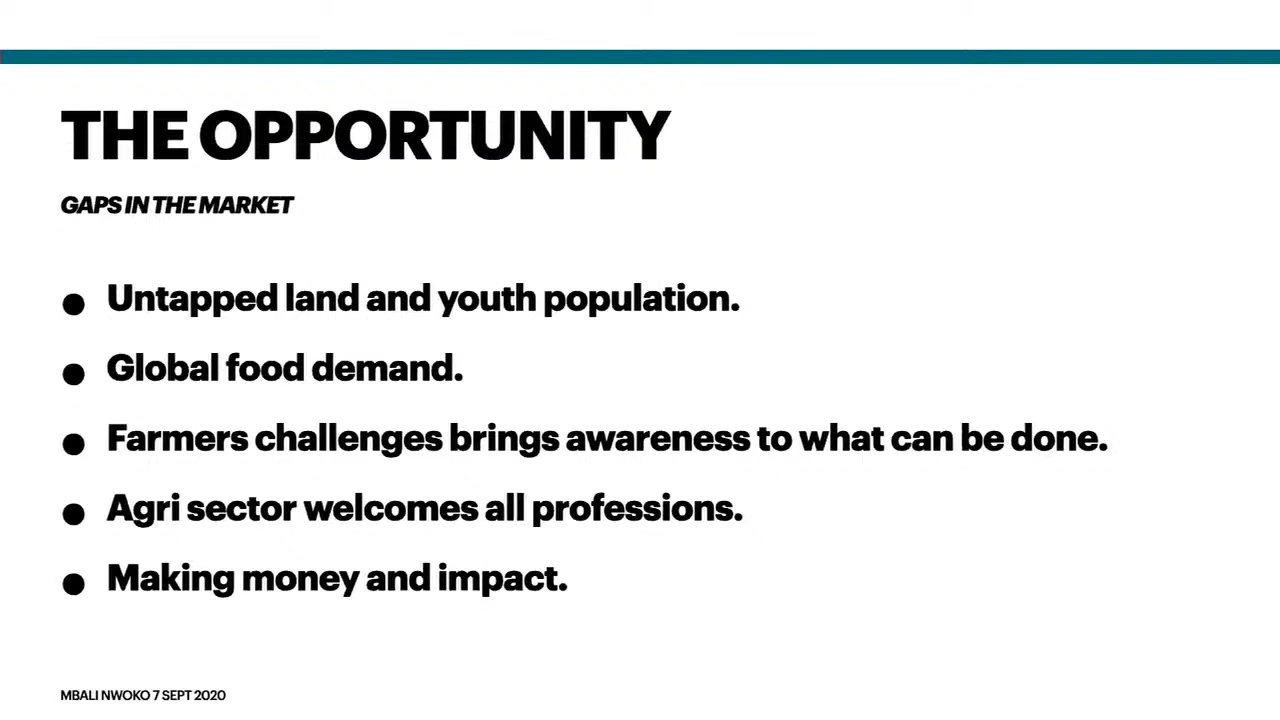 THE OPPORTUNITY
GAPS IN THE MARKET
● Untapped land and youth population.
● Global food demand.
● Farmers challenges brings awareness to what can be done.
● Agri sector welcomes all professions.
● Making money and impact.
MBALI NWOKO 7 SEPT 2020